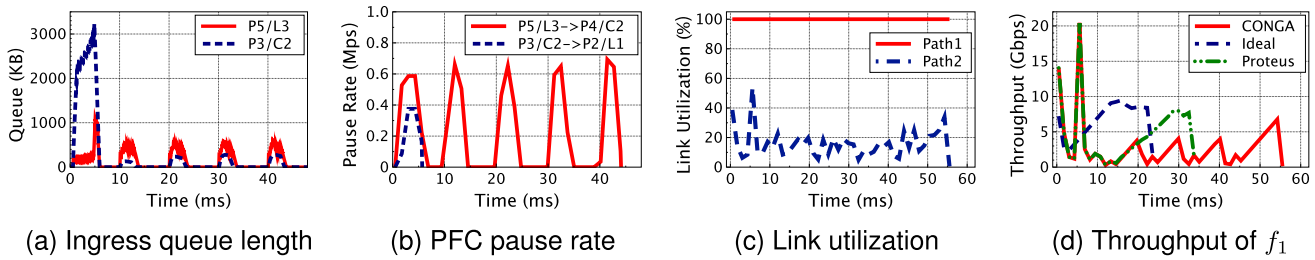 Queue (KB)
3000
2000
1000
0
P5/L3
P3/C2
0 10 20 30 40
Time (ms)
(a) Ingress queue length
Pause Rate (Mps)
1.0
0.8
0.6
0.4
0.2
0.0
P5/L3->P4/C2
P3/C2->P2/L1
0 10 20 30 40
Time (ms)
(b) PFC pause rate
Link Utilization (%)
100
80
60
40
20
0
Path1
Path2
0 10 20 30 40 50 60
Time (ms)
(c) Link utilization
Throughput (Gbps)
20
15
10
5
0
CONGA
Ideal
Proteus
0 10 20 30 40 50 60
Time (ms)
(d) Throughput of f₁